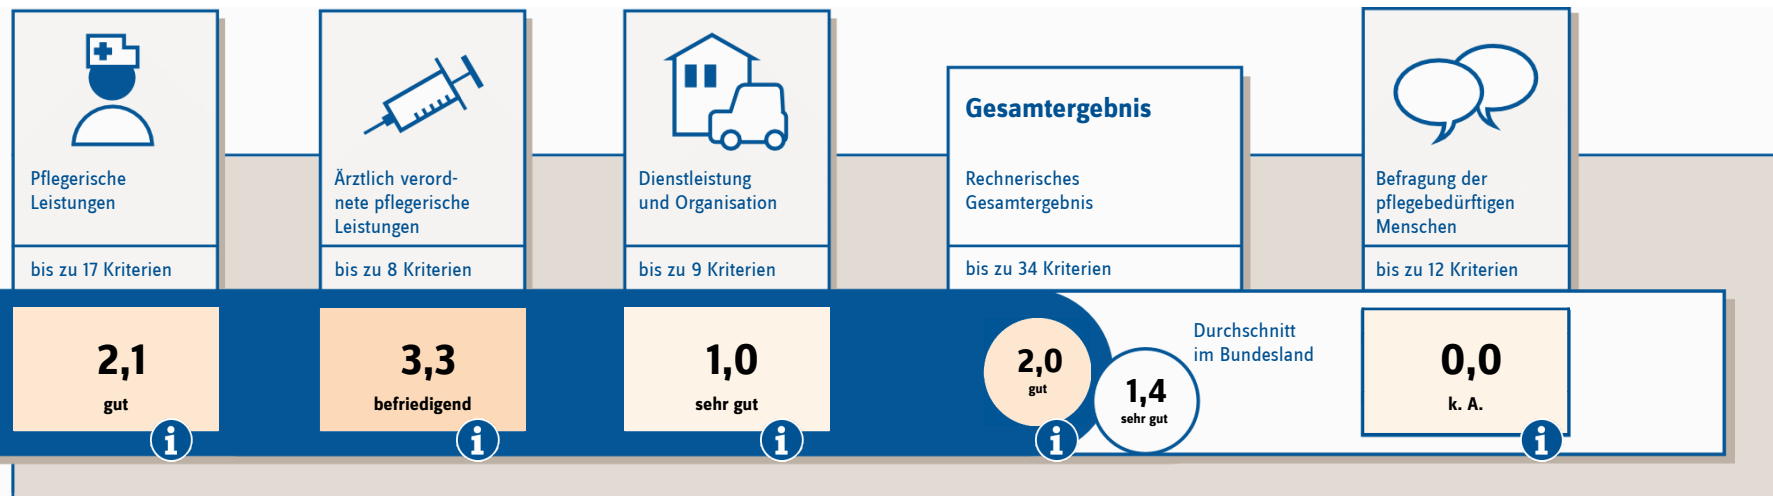 Pflegerische
Leistungen
bis zu 17 Kriterien
2,1
gut
i
Ärztlich verord-
nete pflegerische
Leistungen
bis zu 8 Kriterien
3,3
befriedigend
i
Dienstleistung
und Organisation
bis zu 9 Kriterien
1,0
sehr gut
i
Gesamtergebnis
Rechnerisches
Gesamtergebnis
bis zu 34 Kriterien
2,0
gut
i
1,4
sehr gut
Durchschnitt
im Bundesland
Befragung der
pflegebedürftigen
Menschen
bis zu 12 Kriterien
0,0
k. A.
i